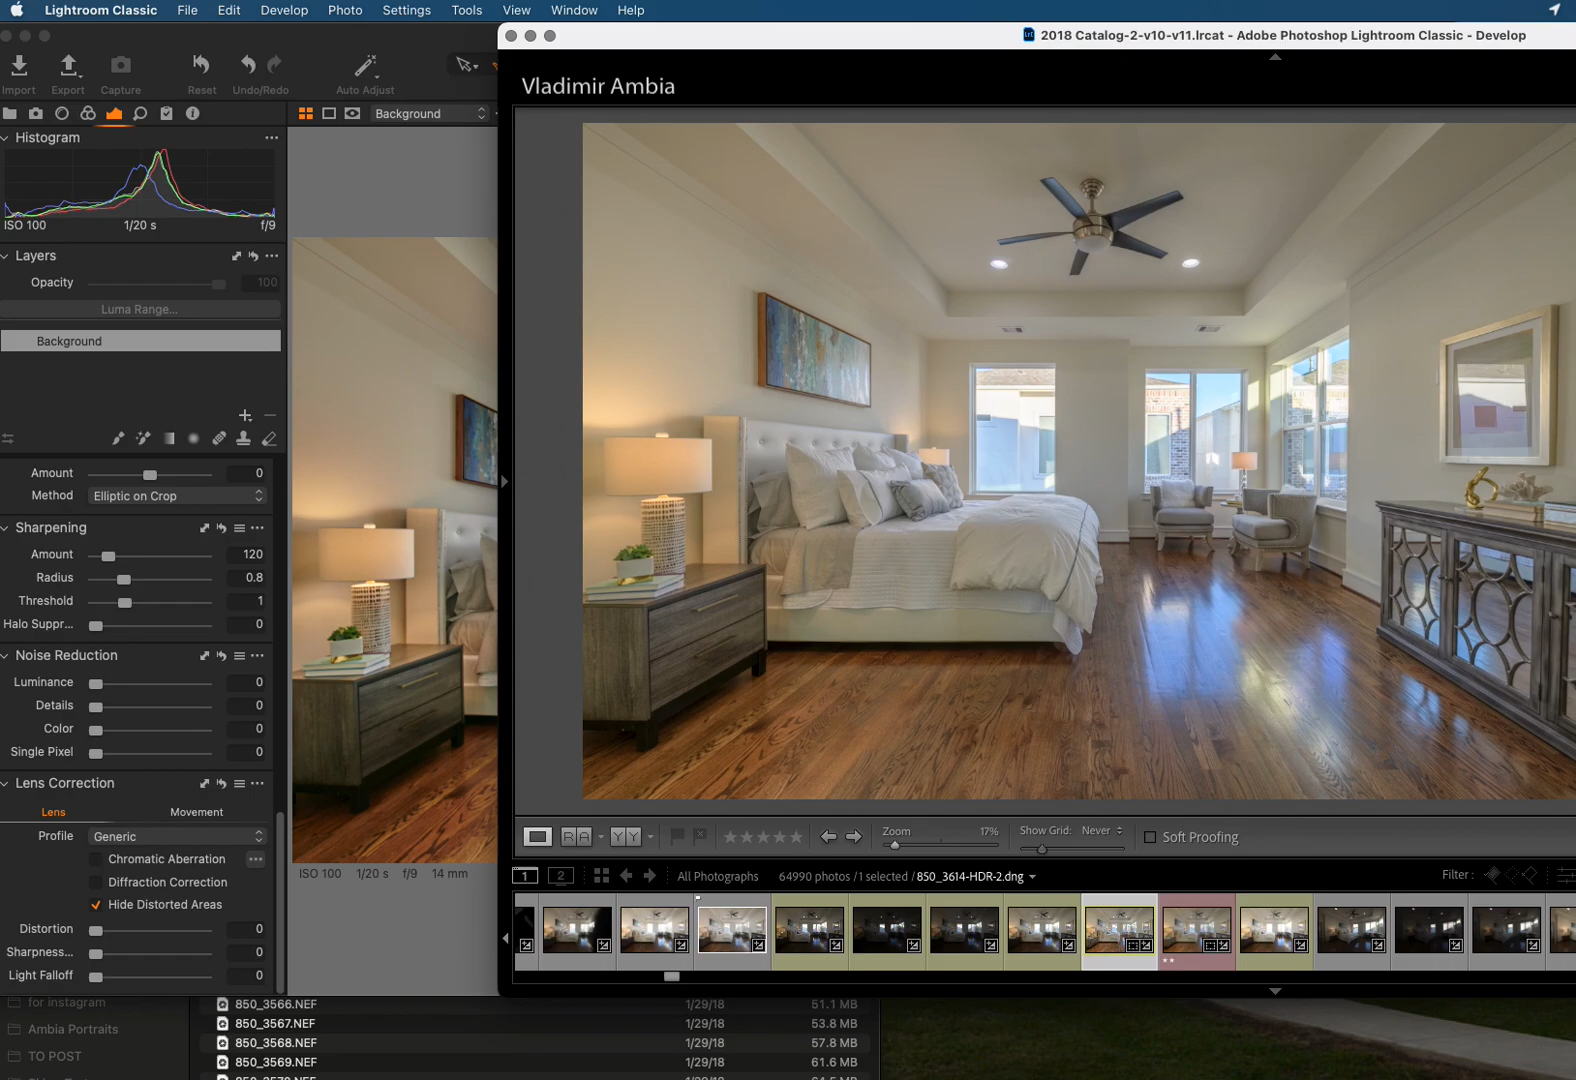 Lightroom Classic File Edit Develop Photo Settings Tools View Window Help
2018 Catalog-2-v10-v11.lrcat - Adobe Photoshop Lightroom Classic - Develop
Import Export Capture Reset Undo/Redo Auto Adjust
Vladimir Ambia
Background
Histogram
ISO 100 1/20 s f/9
Layers
Opacity 100
Luma Range...
Background
Amount 0
Method Elliptic on Crop
Sharpening
Amount 120
Radius 0.8
Threshold 1
Halo Suppr... 0
Noise Reduction
Luminance 0
Details 0
Color 0
Single Pixel 0
Lens Correction
Lens Movement
Profile Generic
Chromatic Aberration
Diffraction Correction
Hide Distorted Areas
Distortion 0
Sharpness... 0
Light Falloff 0
ISO 100 1/20 s f/9 14 mm
R A Y Y Zoom 17% Show Grid: Never Soft Proofing
1 2 All Photographs 64990 photos / 1 selected / 850_3614-HDR-2.dng Filter :
for instagram
Ambia Portraits
TO POST
850_3566.NEF 1/29/18 51.1 MB
850_3567.NEF 1/29/18 53.8 MB
850_3568.NEF 1/29/18 57.8 MB
850_3569.NEF 1/29/18 61.6 MB